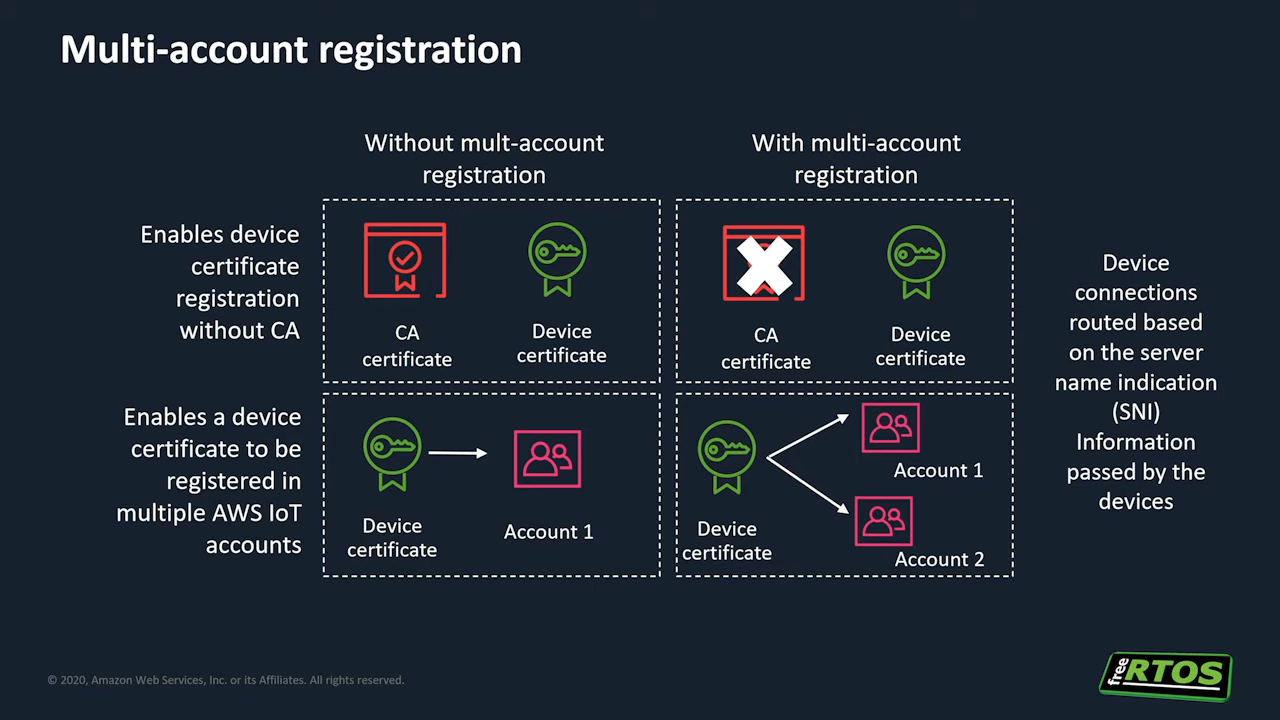 Multi-account registration
Without mult-account
registration
With multi-account
registration
Enables device
certificate
registration
without CA
CA
certificate
Device
certificate
CA
certificate
Device
certificate
Enables a device
certificate to be
registered in
multiple AWS IoT
accounts
Device
certificate
Account 1
Device
certificate
Account 1
Account 2
Device
connections
routed based
on the server
name indication
(SNI)
Information
passed by the
devices
© 2020, Amazon Web Services, Inc. or its Affiliates. All rights reserved.
free RTOS